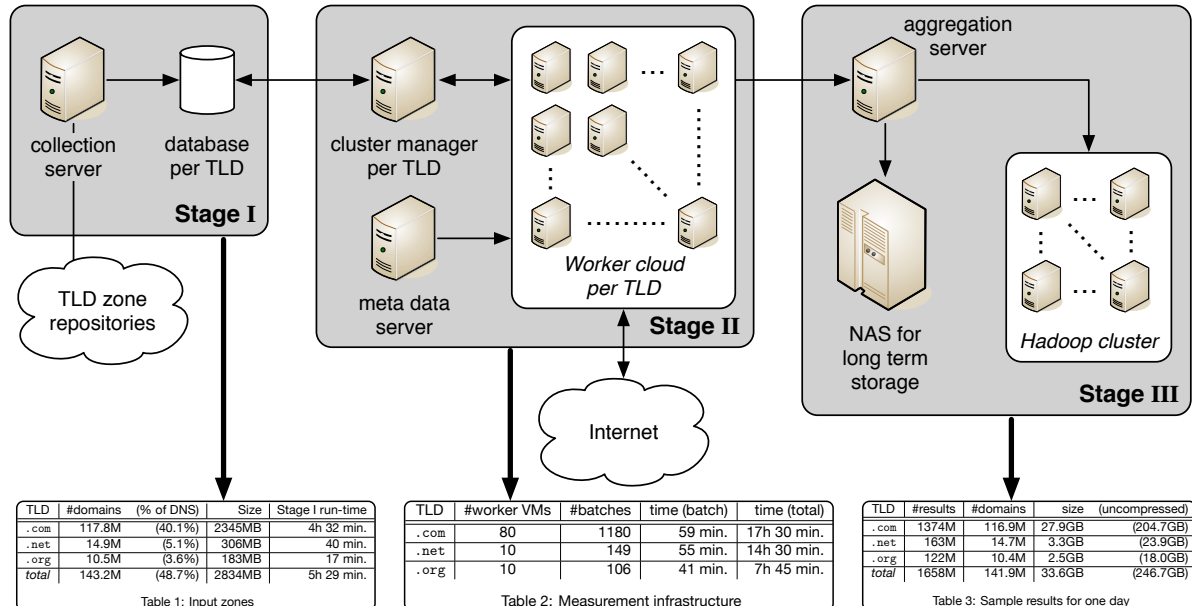 collection
server
database
per TLD
Stage I
TLD zone
repositories
cluster manager
per TLD
meta data
server
Worker cloud
per TLD
Stage II
Internet
aggregation
server
NAS for
long term
storage
Hadoop cluster
Stage III
TLD #domains (% of DNS) Size Stage I run-time
.com 117.8M (40.1%) 2345MB 4h 32 min.
.net 14.9M (5.1%) 306MB 40 min.
.org 10.5M (3.6%) 183MB 17 min.
total 143.2M (48.7%) 2834MB 5h 29 min.
Table 1: Input zones
TLD #worker VMs #batches time (batch) time (total)
.com 80 1180 59 min. 17h 30 min.
.net 10 149 55 min. 14h 30 min.
.org 10 106 41 min. 7h 45 min.
Table 2: Measurement infrastructure
TLD #results #domains size (uncompressed)
.com 1374M 116.9M 27.9GB (204.7GB)
.net 163M 14.7M 3.3GB (23.9GB)
.org 122M 10.4M 2.5GB (18.0GB)
total 1658M 141.9M 33.6GB (246.7GB)
Table 3: Sample results for one day